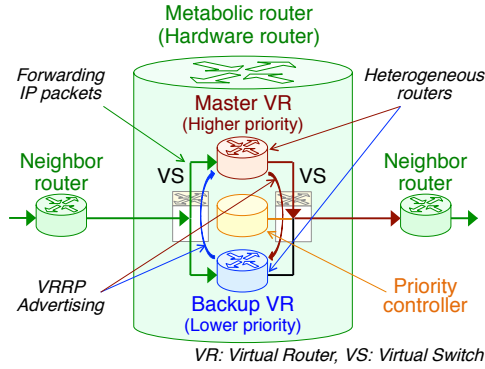 Metabolic router
(Hardware router)
Forwarding
IP packets
Heterogeneous
routers
Master VR
(Higher priority)
Neighbor
router
VS
VS
Neighbor
router
VRRP
Advertising
Priority
controller
Backup VR
(Lower priority)
VR: Virtual Router, VS: Virtual Switch